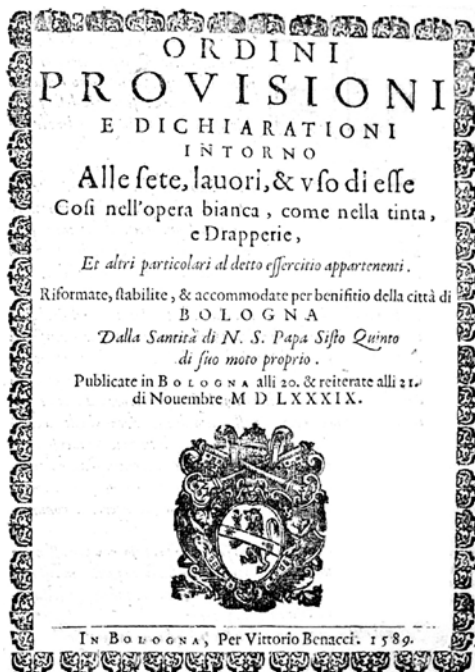 ORDINI
PROVISIONI
E DICHIARATIONI
INTORNO
Alle ſete, lauori, & vſo di eſſe
Coſi nell'opera bianca, come nella tinta,
e Drapperie,
Et altri particolari al detto eſſercitio appartenenti.
Riformate, ſtabilite, & accommodate per benifitio della città di
BOLOGNA
Dalla Santità di N. S. Papa Siſto Quinto
di ſuo moto proprio.
Publicate in BOLOGNA alli 20. & reiterate alli 21.
di Nouembre M D LXXXIX.
IN BOLOGNA, Per Vittorio Benacci. 1589.